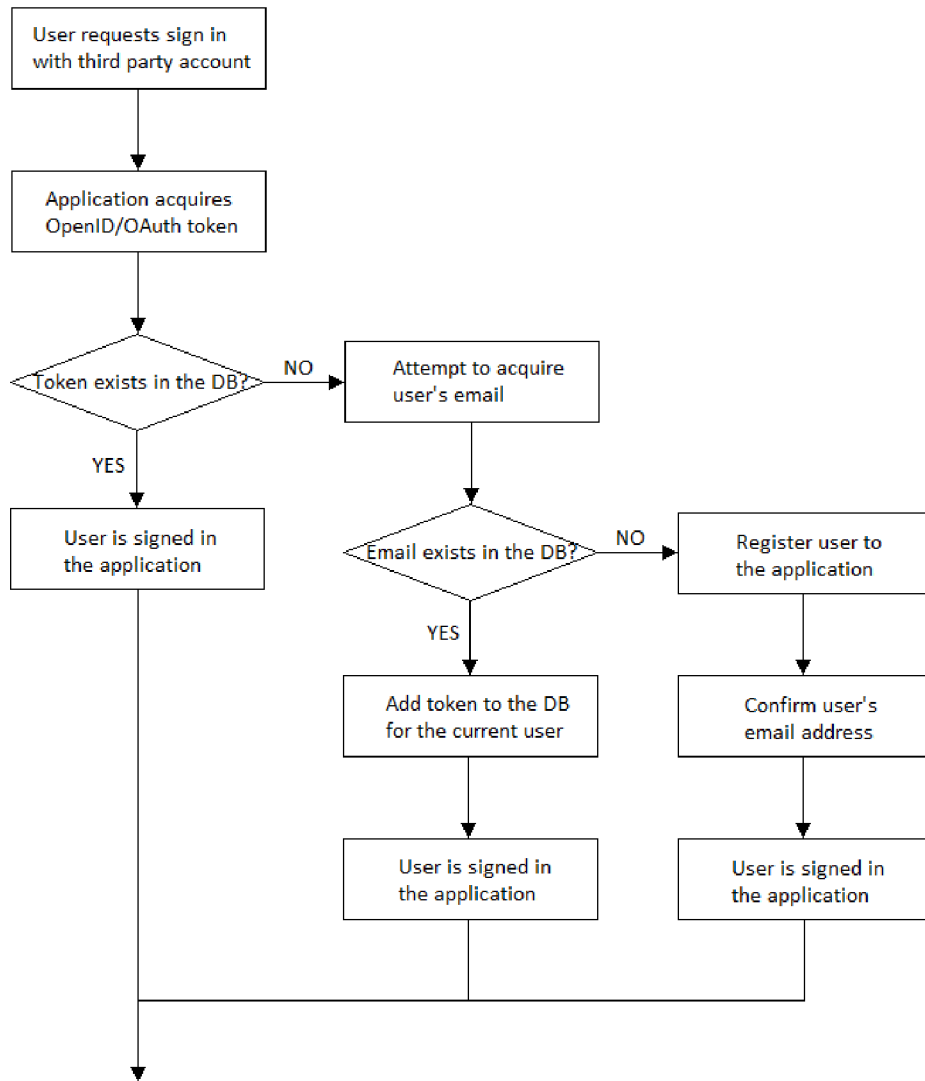 User requests sign in
with third party account
Application acquires
OpenID/OAuth token
Token exists in the DB?
NO
Attempt to acquire
user's email
YES
User is signed in
the application
Email exists in the DB?
NO
Register user to
the application
YES
Add token to the DB
for the current user
Confirm user's
email address
User is signed in
the application
User is signed in
the application